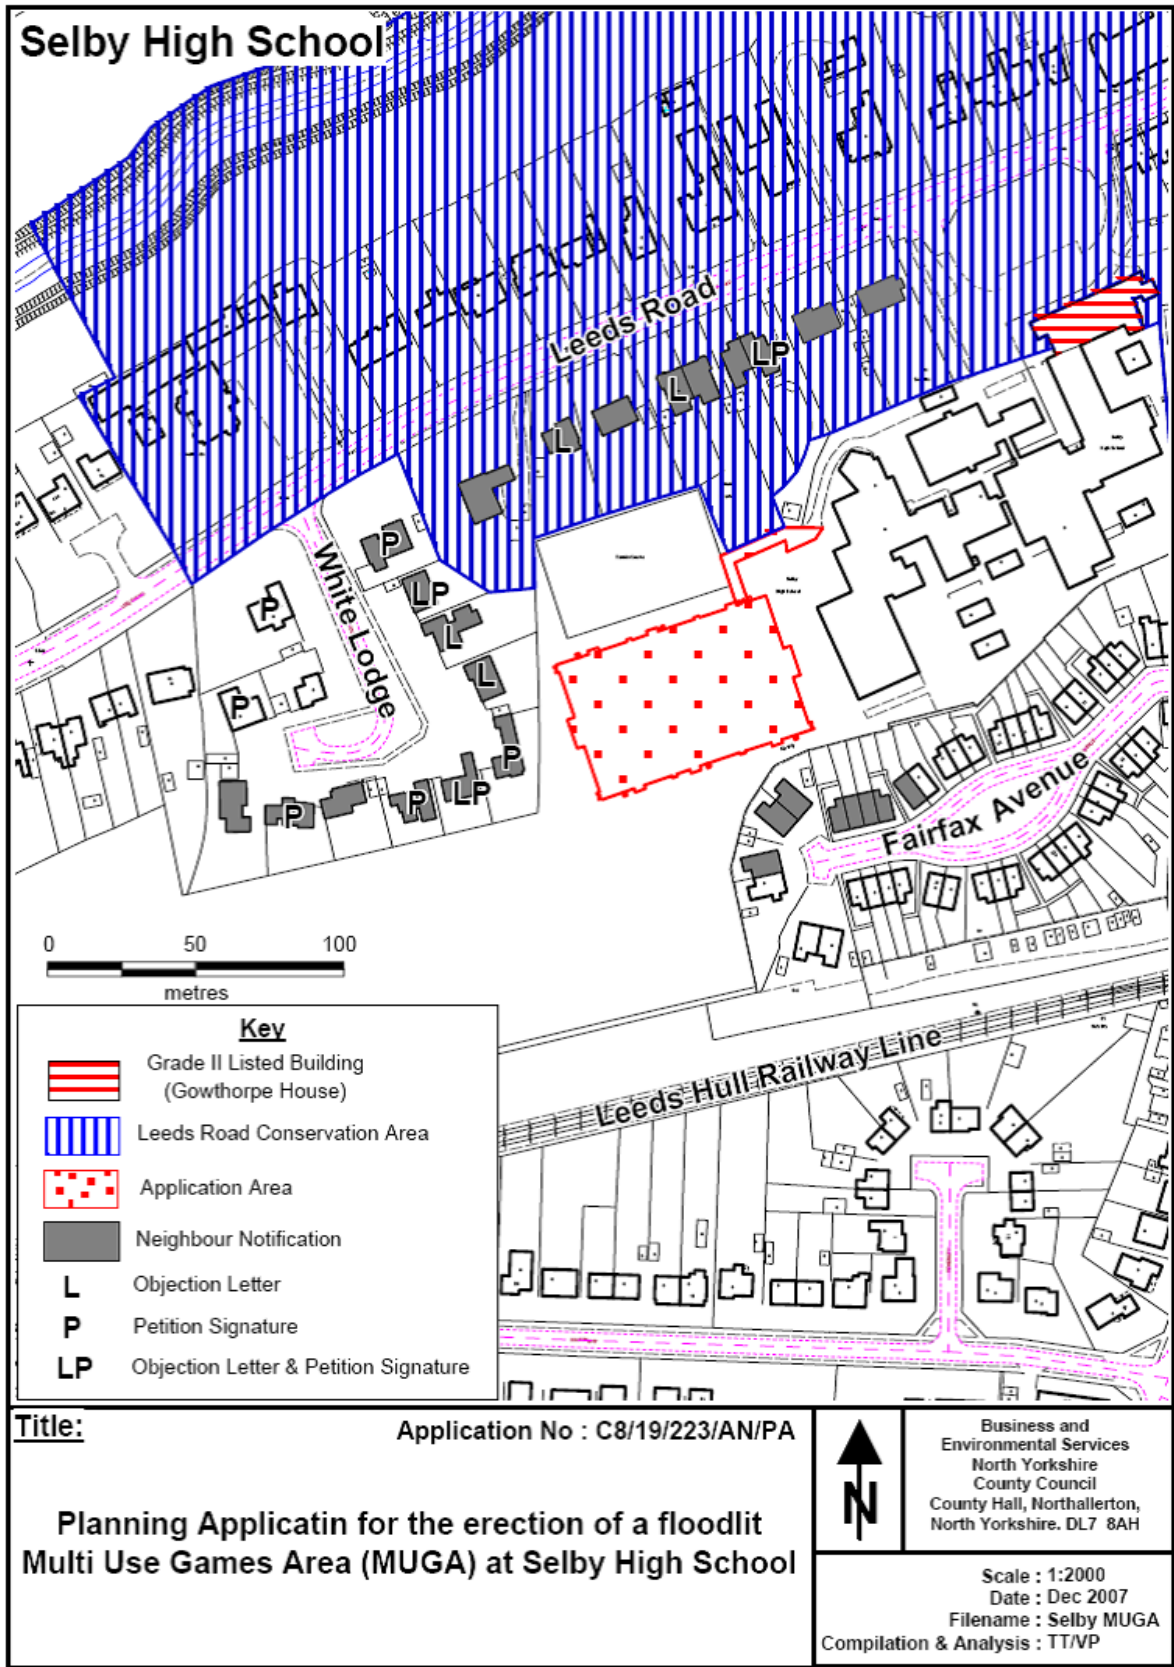 Selby High School
Leeds Road
L
L
LP
White Lodge
P
LP
L
L
P
P
P
P
P
LP
Fairfax Avenue
0 50 100
metres
Leeds Hull Railway Line
Key
Grade II Listed Building
(Gowthorpe House)
Leeds Road Conservation Area
Application Area
Neighbour Notification
L Objection Letter
P Petition Signature
LP Objection Letter & Petition Signature
Title:
Application No : C8/19/223/AN/PA
Planning Applicatin for the erection of a floodlit
Multi Use Games Area (MUGA) at Selby High School
N
Business and
Environmental Services
North Yorkshire
County Council
County Hall, Northallerton,
North Yorkshire. DL7 8AH
Scale : 1:2000
Date : Dec 2007
Filename : Selby MUGA
Compilation & Analysis : TT/VP